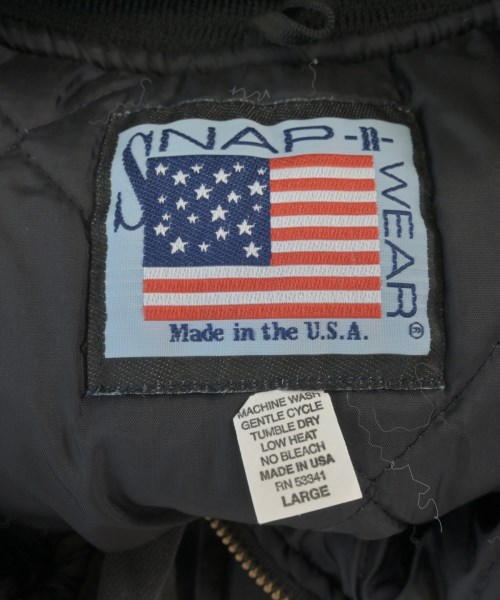 SNAP-N-WEAR®
Made in the U.S.A.
MACHINE WASH
GENTLE CYCLE
TUMBLE DRY
LOW HEAT
NO BLEACH
MADE IN USA
RN 53341
LARGE